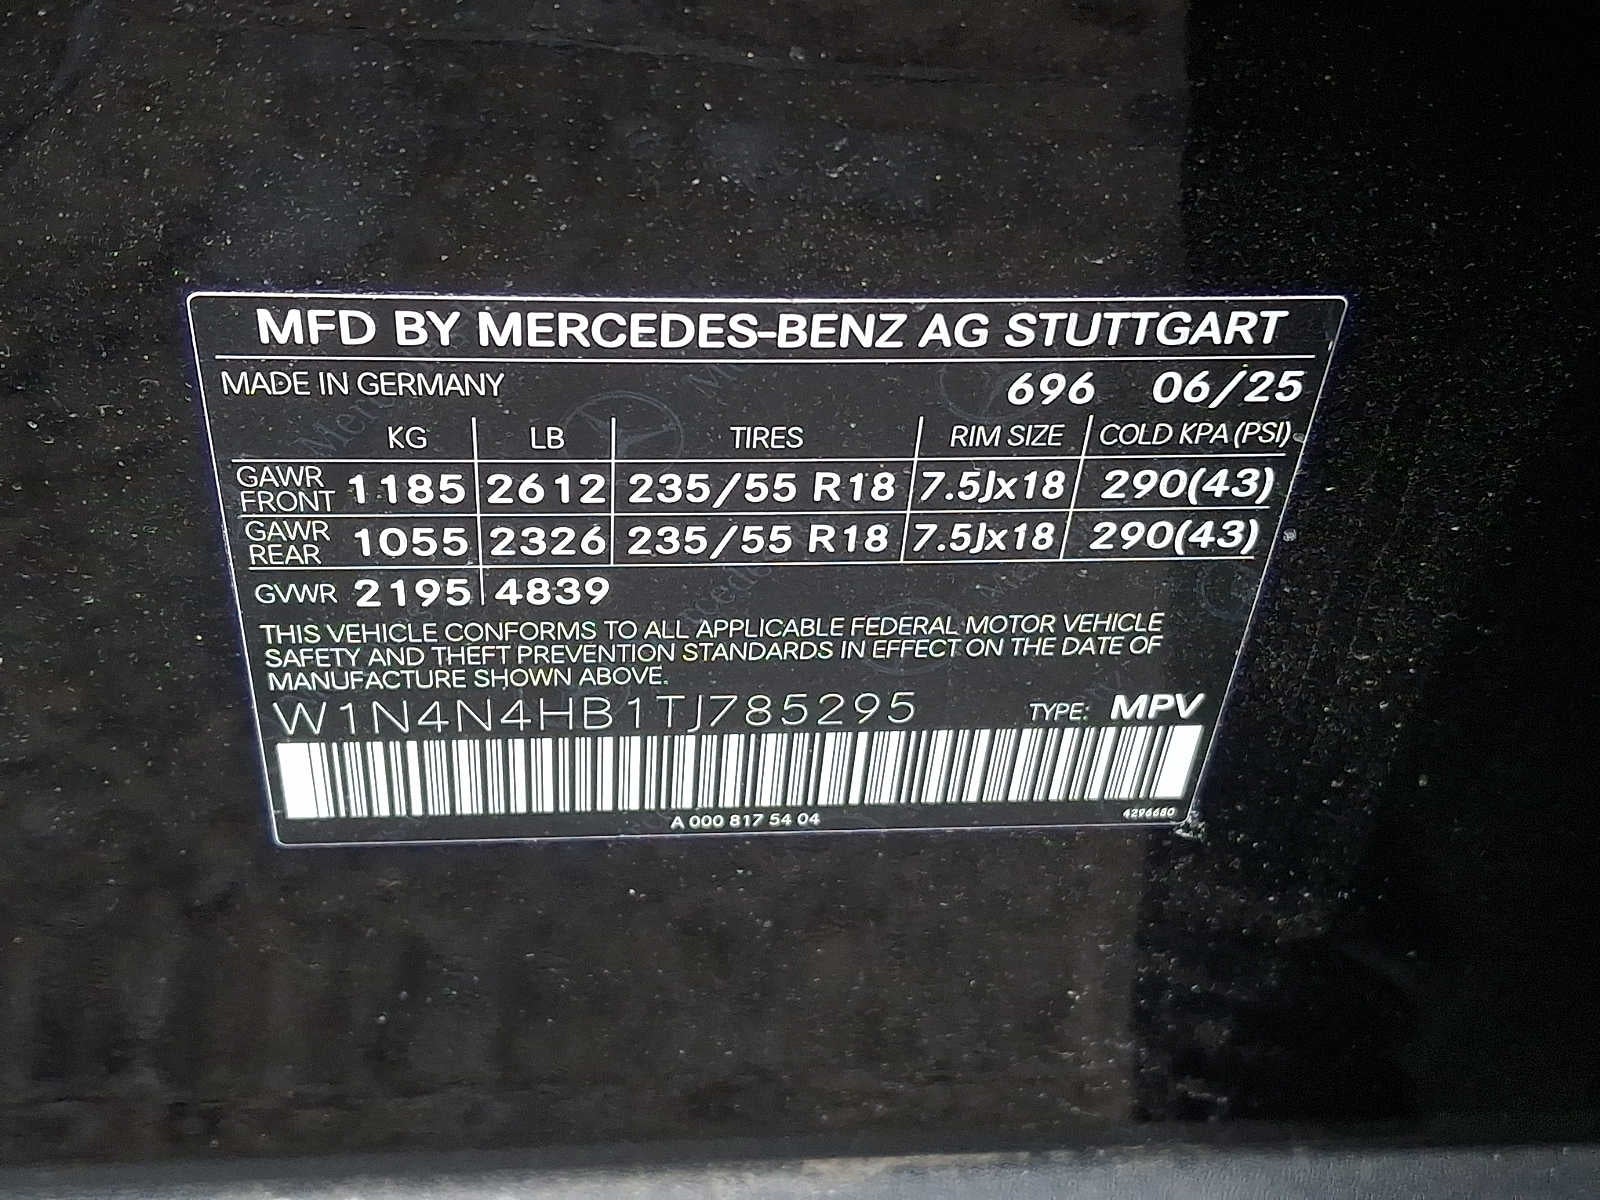 MFD BY MERCEDES-BENZ AG STUTTGART
MADE IN GERMANY 696 06/25
KG LB TIRES RIM SIZE COLD KPA (PSI)
GAWR FRONT 1185 2612 235/55 R18 7.5Jx18 290(43)
GAWR REAR 1055 2326 235/55 R18 7.5Jx18 290(43)
GVWR 2195 4839
THIS VEHICLE CONFORMS TO ALL APPLICABLE FEDERAL MOTOR VEHICLE
SAFETY AND THEFT PREVENTION STANDARDS IN EFFECT ON THE DATE OF
MANUFACTURE SHOWN ABOVE.
W1N4N4HB1TJ785295 TYPE: MPV
A 000 817 54 04 4296680